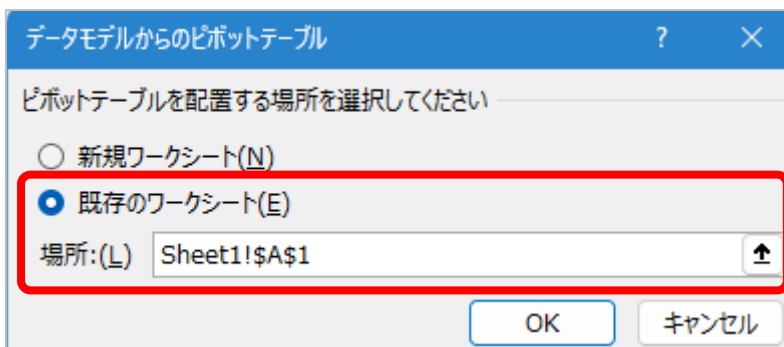 データモデルからのピボットテーブル ? ×
ピボットテーブルを配置する場所を選択してください
新規ワークシート(N)
既存のワークシート(E)
場所:(L) Sheet1!$A$1
OK キャンセル